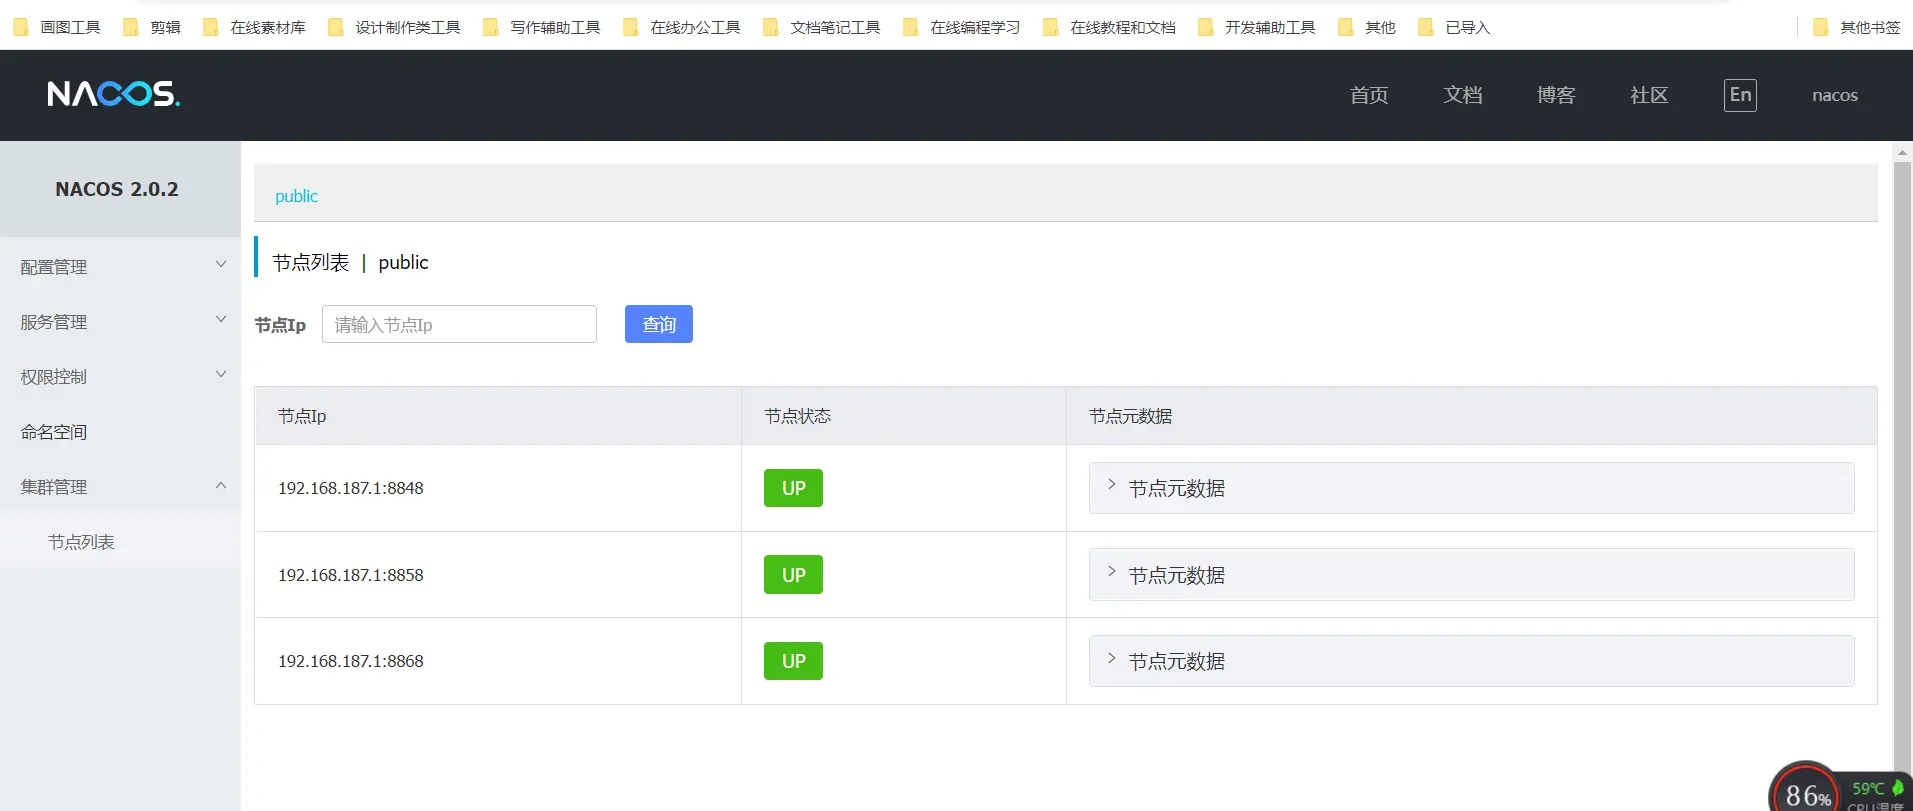 画图工具 剪辑 在线素材库 设计制作类工具 写作辅助工具 在线办公工具 文档笔记工具 在线编程学习 在线教程和文档 开发辅助工具 其他 已导入 其他书签
NACOS. 首页 文档 博客 社区 En nacos
NACOS 2.0.2
public
配置管理
节点列表 | public
服务管理
节点Ip 请输入节点Ip 查询
权限控制
命名空间
集群管理
节点列表
节点Ip 节点状态 节点元数据
192.168.187.1:8848 UP 节点元数据
192.168.187.1:8858 UP 节点元数据
192.168.187.1:8868 UP 节点元数据
86% 59℃
CPU温度